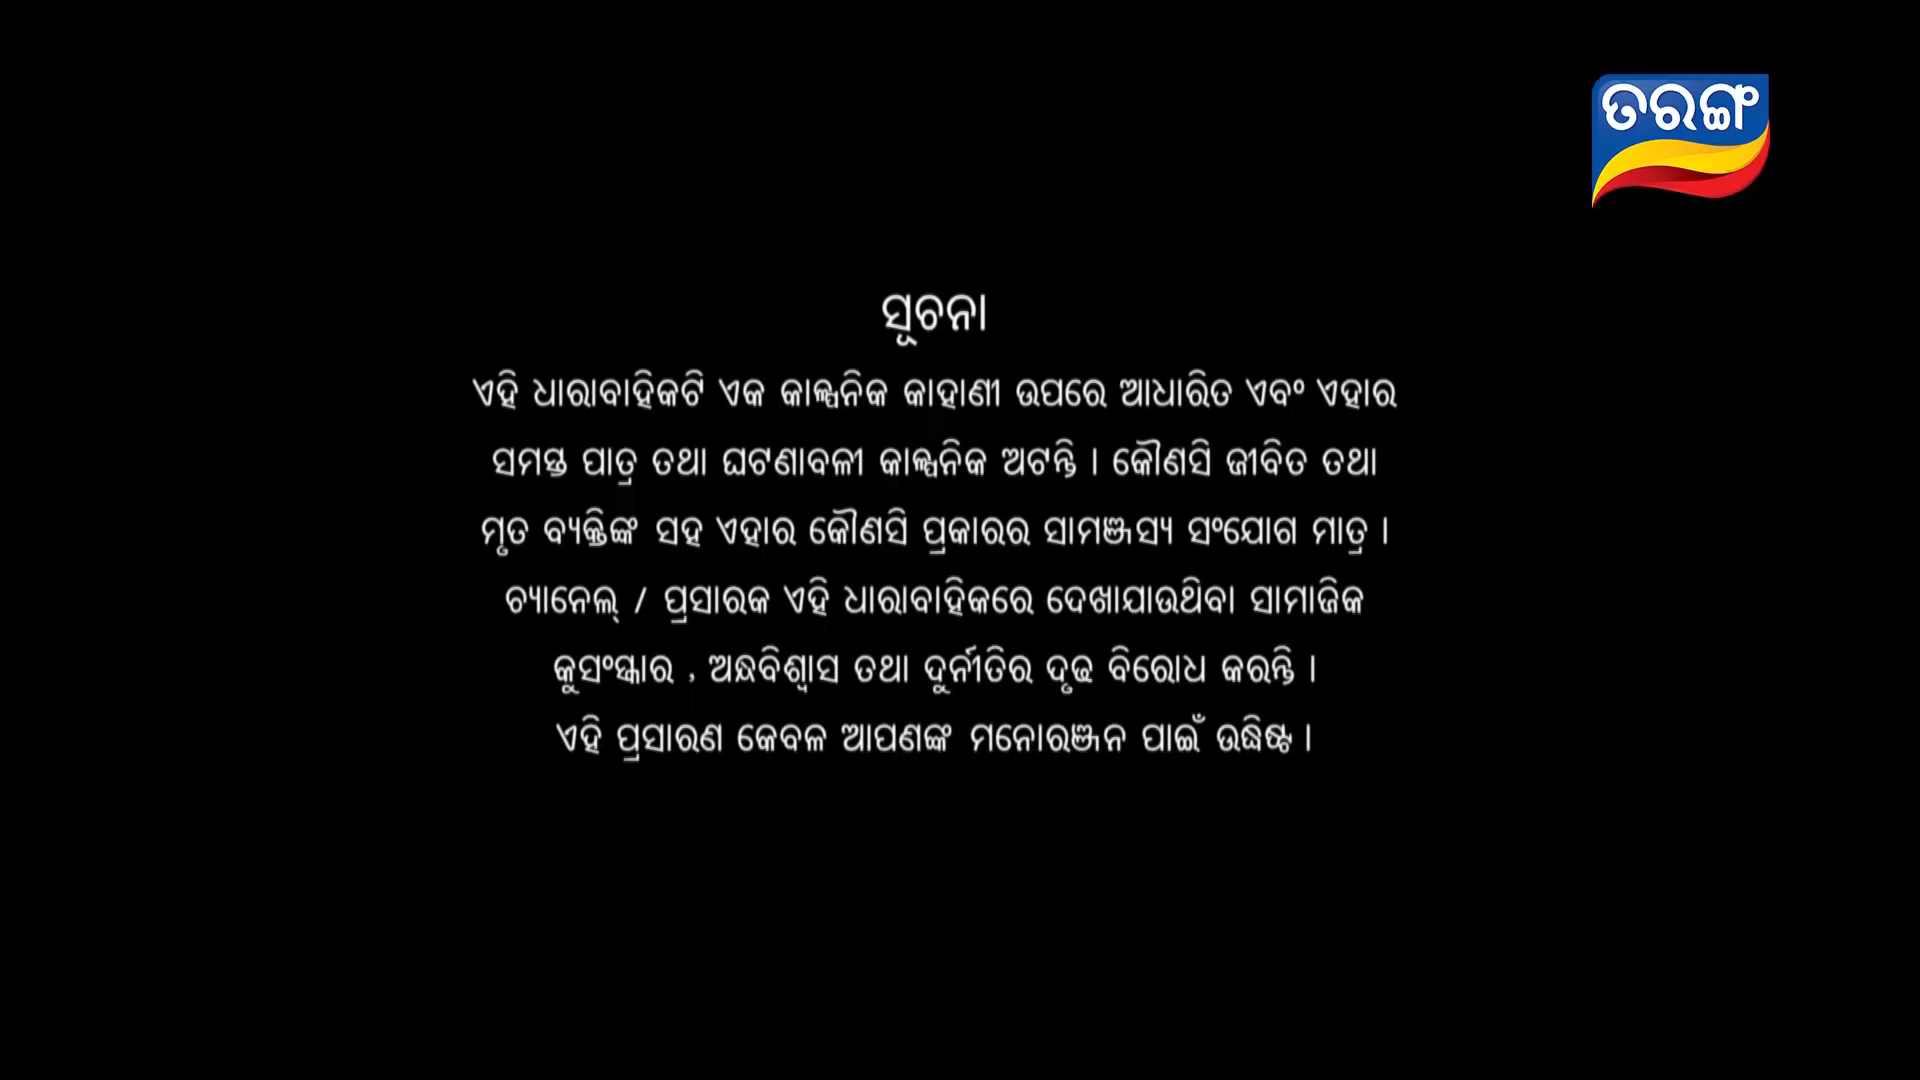 ତରଙ୍ଗ
ସୂଚନା
ଏହି ଧାରାବାହିକଟି ଏକ କାଳ୍ପନିକ କାହାଣୀ ଉପରେ ଆଧାରିତ ଏବଂ ଏହାର
ସମସ୍ତ ପାତ୍ର ତଥା ଘଟଣାବଳୀ କାଳ୍ପନିକ ଅଟନ୍ତି । କୌଣସି ଜୀବିତ ତଥା
ମୃତ ବ୍ୟକ୍ତିଙ୍କ ସହ ଏହାର କୌଣସି ପ୍ରକାରର ସାମଞ୍ଜସ୍ୟ ସଂଯୋଗ ମାତ୍ର ।
ଚ୍ୟାନେଲ୍ / ପ୍ରସାରକ ଏହି ଧାରାବାହିକରେ ଦେଖାଯାଉଥିବା ସାମାଜିକ
କୁସଂସ୍କାର , ଅନ୍ଧବିଶ୍ୱାସ ତଥା ଦୁର୍ନୀତିର ଦୃଢ ବିରୋଧ କରନ୍ତି ।
ଏହି ପ୍ରସାରଣ କେବଳ ଆପଣଙ୍କ ମନୋରଞ୍ଜନ ପାଇଁ ଉଦ୍ଧିଷ୍ଟ ।